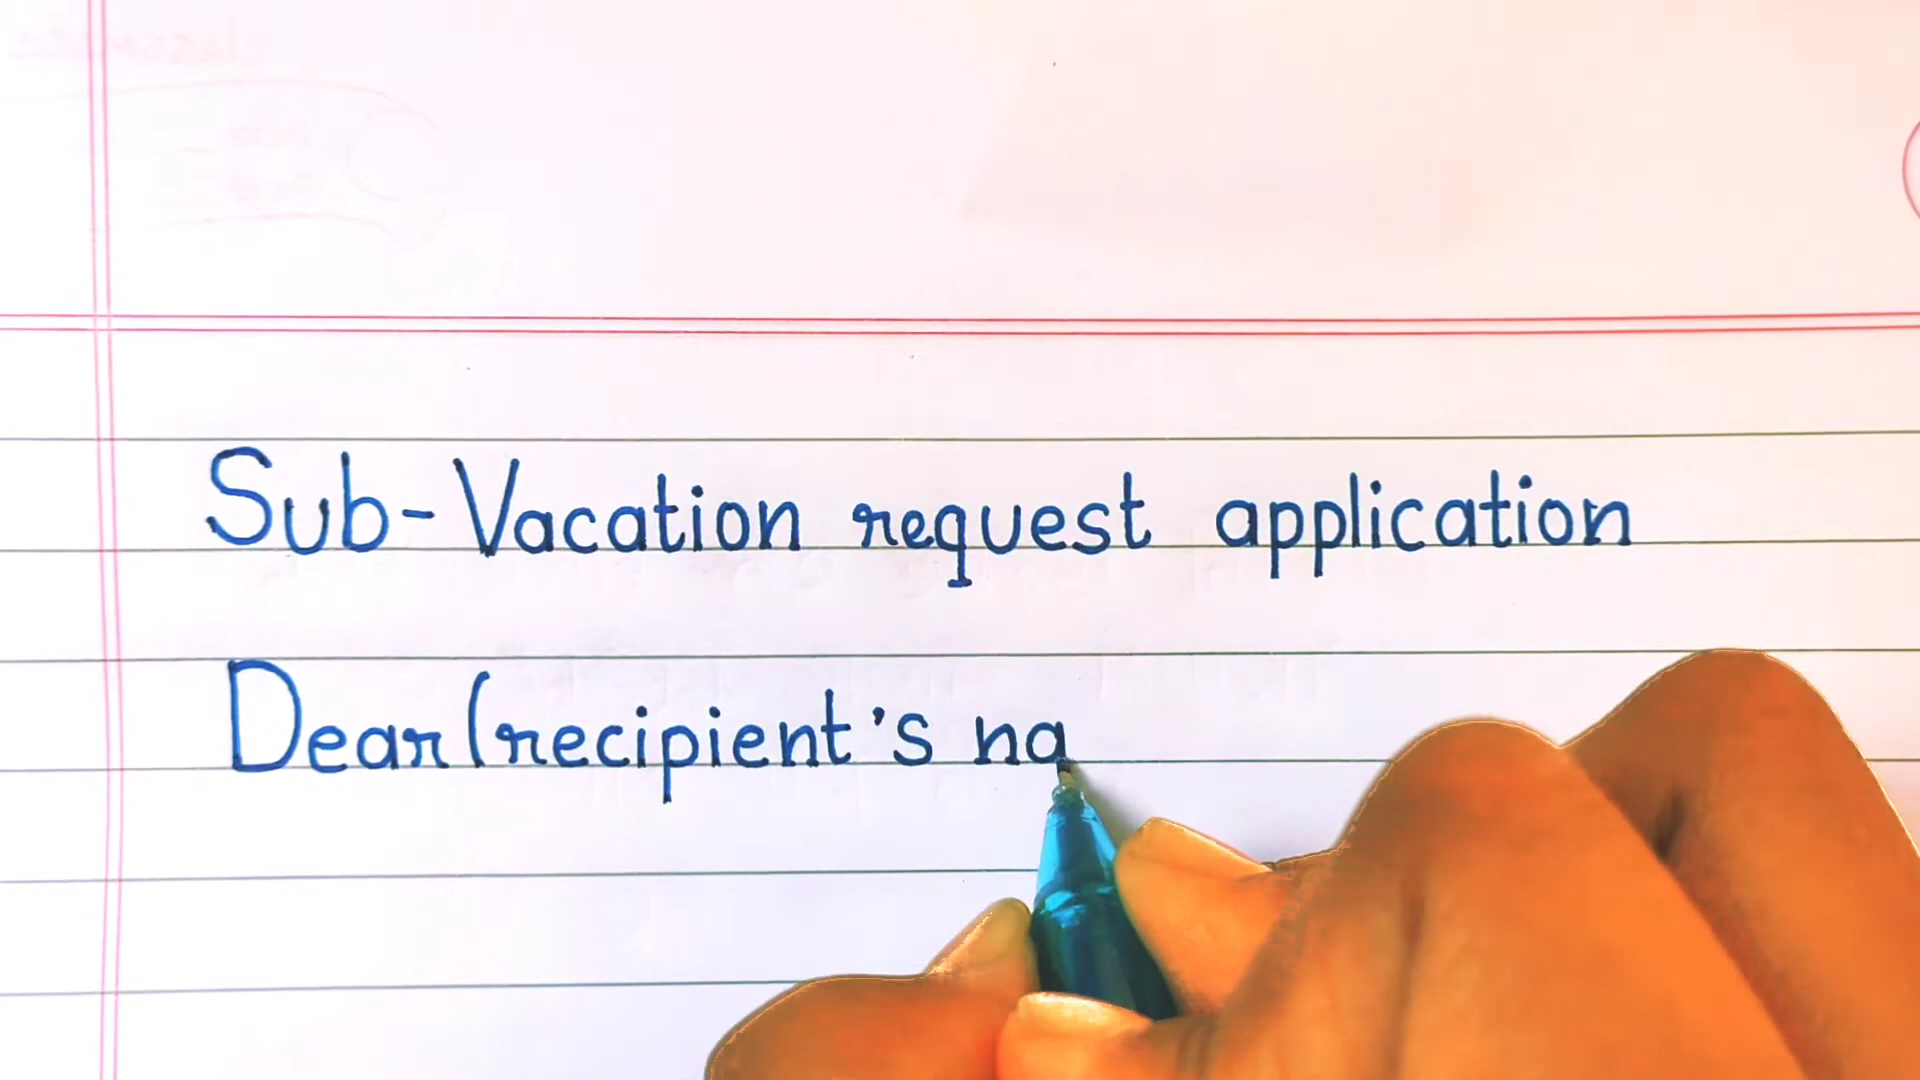 Sub-Vacation request application
Dear (recipient's na